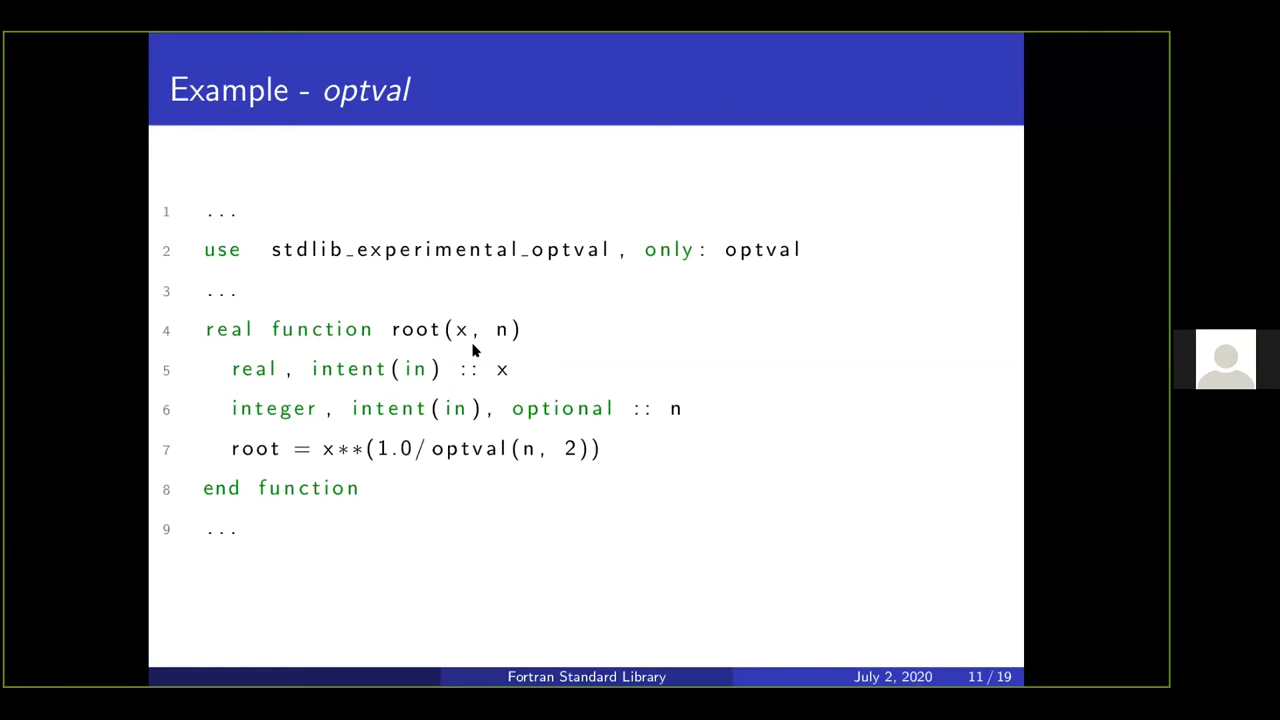 Example - optval
1 ...
2 use stdlib_experimental_optval, only: optval
3 ...
4 real function root(x, n)
5 real, intent(in) :: x
6 integer, intent(in), optional :: n
7 root = x**(1.0/optval(n, 2))
8 end function
9 ...
Fortran Standard Library July 2, 2020 11 / 19